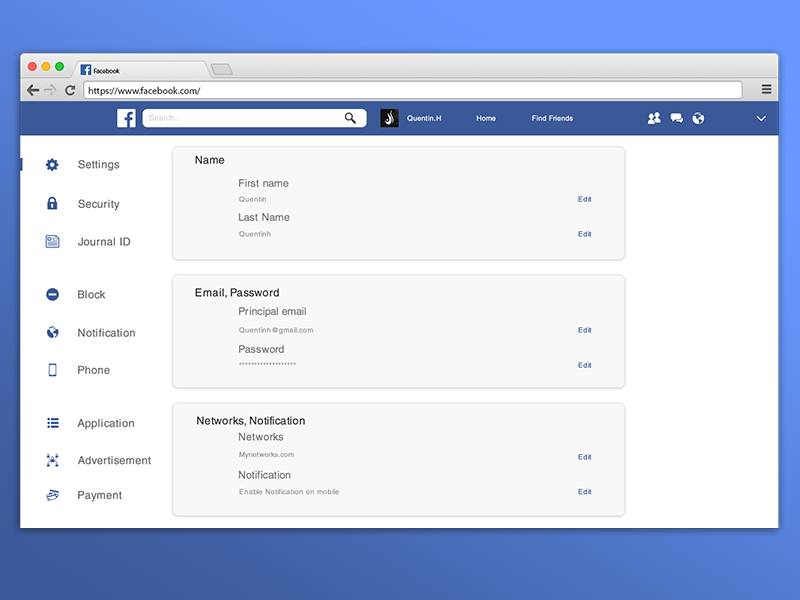 Facebook
https://www.facebook.com/
Search...
Quentin.H
Home
Find Friends
Settings
Security
Journal ID
Block
Notification
Phone
Application
Advertisement
Payment
Name
First name
Quentin
Edit
Last Name
Quentinh
Edit
Email, Password
Principal email
Quentinh@gmail.com
Edit
Password
*******************
Edit
Networks, Notification
Networks
Mynetworks.com
Edit
Notification
Enable Notification on mobile
Edit